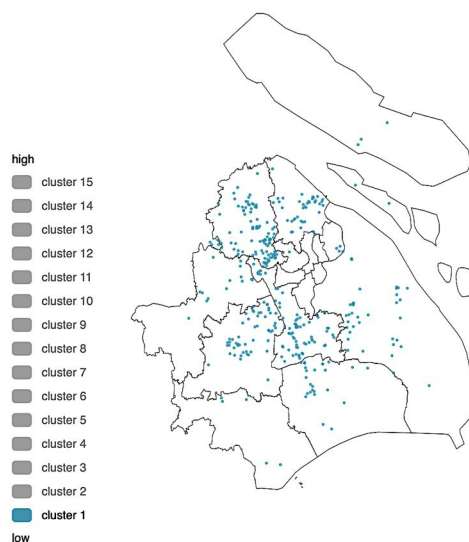 high
cluster 15
cluster 14
cluster 13
cluster 12
cluster 11
cluster 10
cluster 9
cluster 8
cluster 7
cluster 6
cluster 5
cluster 4
cluster 3
cluster 2
cluster 1
low